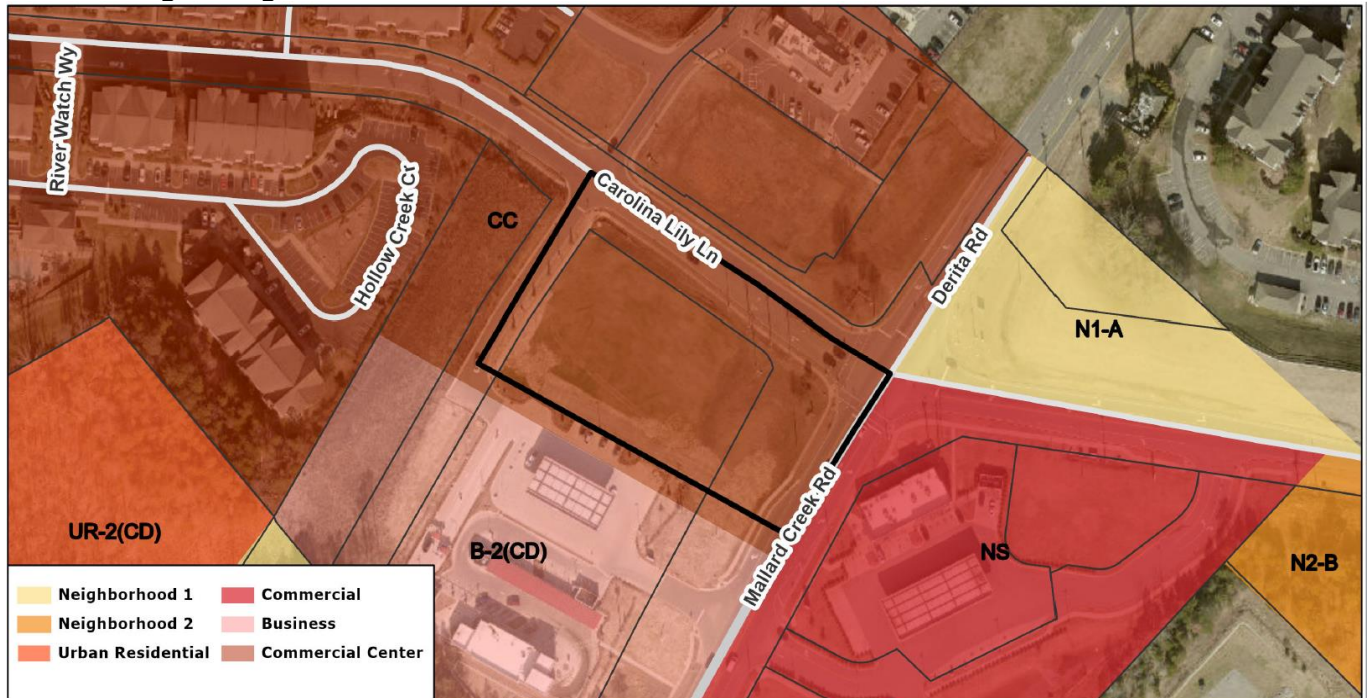 River Watch Wy
Hollow Creek Cr
CC
Carolina Lily Ln
Derita Rd
N1-A
UR-2(CD)
B-2(CD)
Mallard Creek Rd
NS
N2-B
Neighborhood 1
Commercial
Neighborhood 2
Business
Urban Residential
Commercial Center